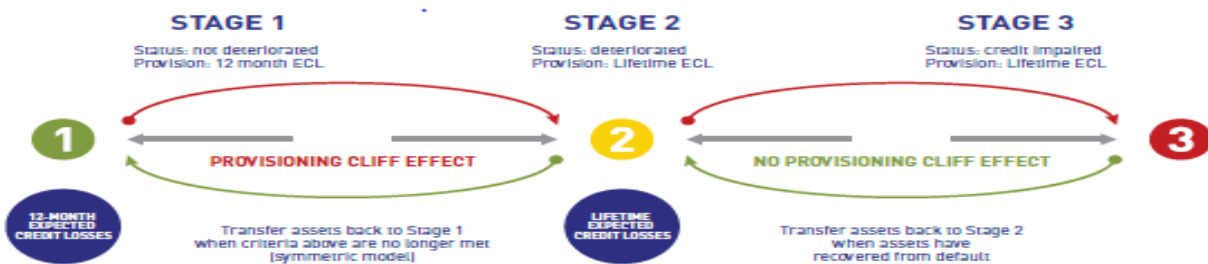 STAGE 1
Status: not deteriorated
Provision: 12 month ECL
STAGE 2
Status: deteriorated
Provision: Lifetime ECL
STAGE 3
Status: credit impaired
Provision: Lifetime ECL
1
PROVISIONING CLIFF EFFECT
2
NO PROVISIONING CLIFF EFFECT
3
12-MONTH
EXPECTED
CREDIT LOSSES
Transfer assets back to Stage 1
when criteria above are no longer met
(symmetric model)
LIFETIME
EXPECTED
CREDIT LOSSES
Transfer assets back to Stage 2
when assets have
recovered from default